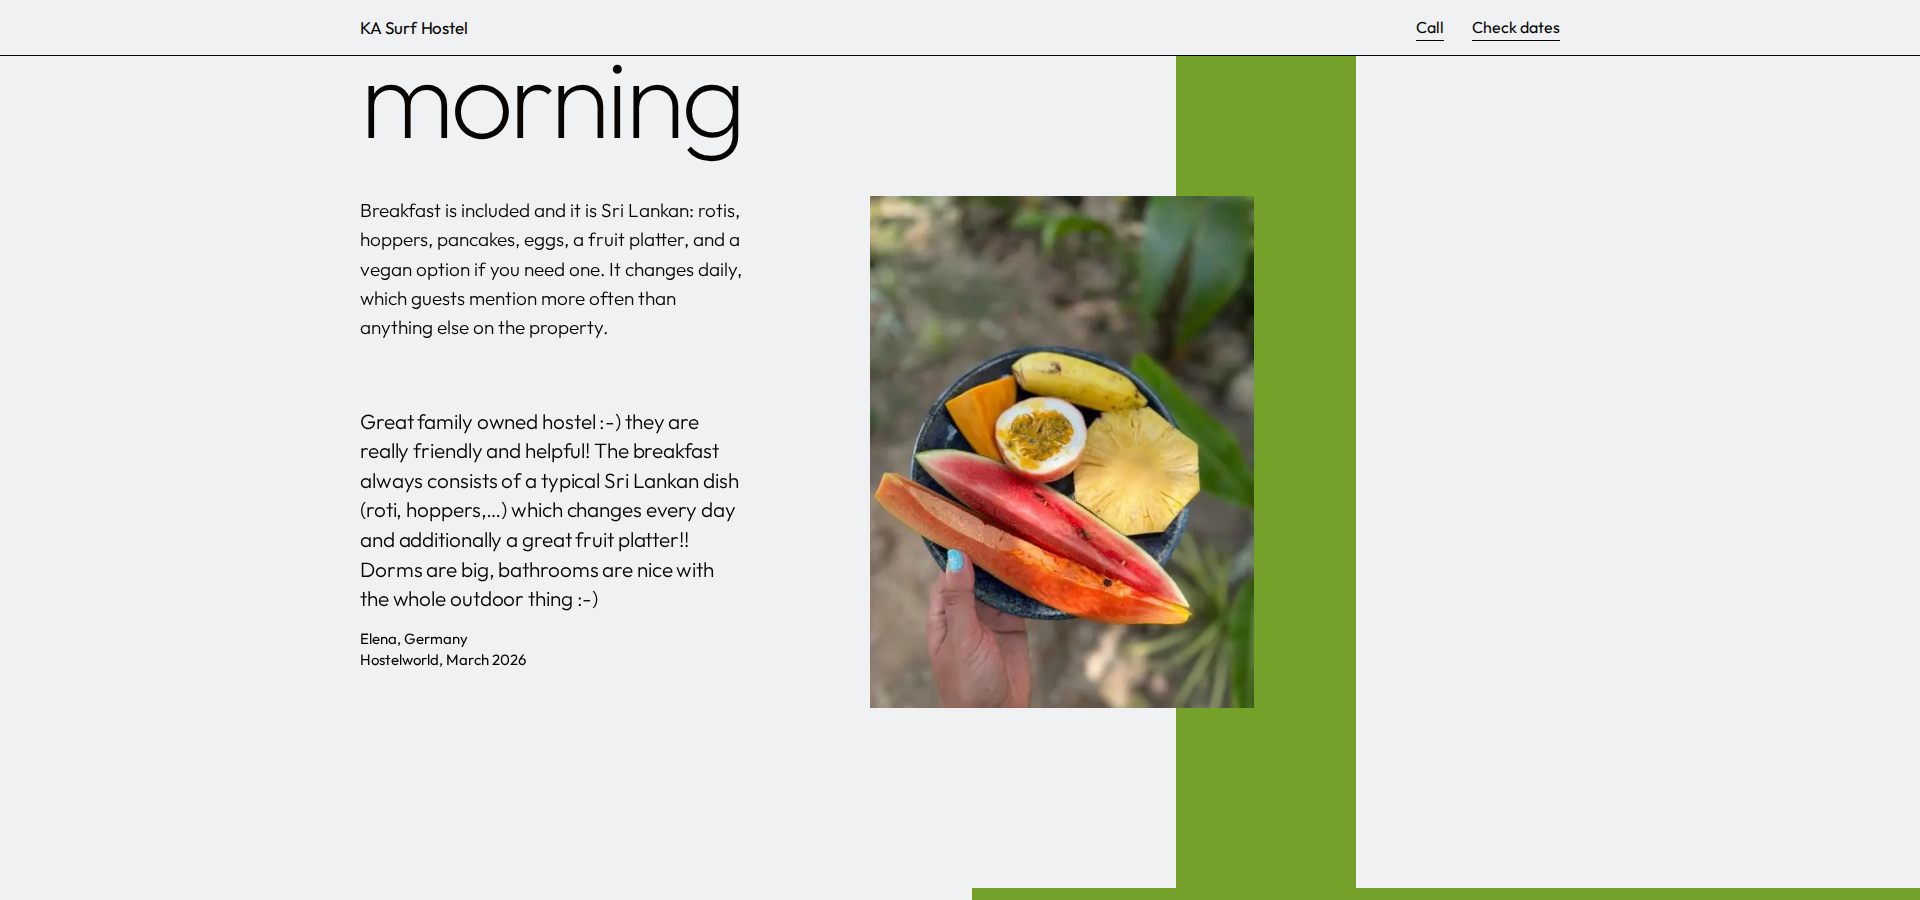 KA Surf Hostel
Call
Check dates
morning
Breakfast is included and it is Sri Lankan: rotis,
hoppers, pancakes, eggs, a fruit platter, and a
vegan option if you need one. It changes daily,
which guests mention more often than
anything else on the property.
Great family owned hostel :-) they are
really friendly and helpful! The breakfast
always consists of a typical Sri Lankan dish
(roti, hoppers,...) which changes every day
and additionally a great fruit platter!!
Dorms are big, bathrooms are nice with
the whole outdoor thing :-)
Elena, Germany
Hostelworld, March 2026